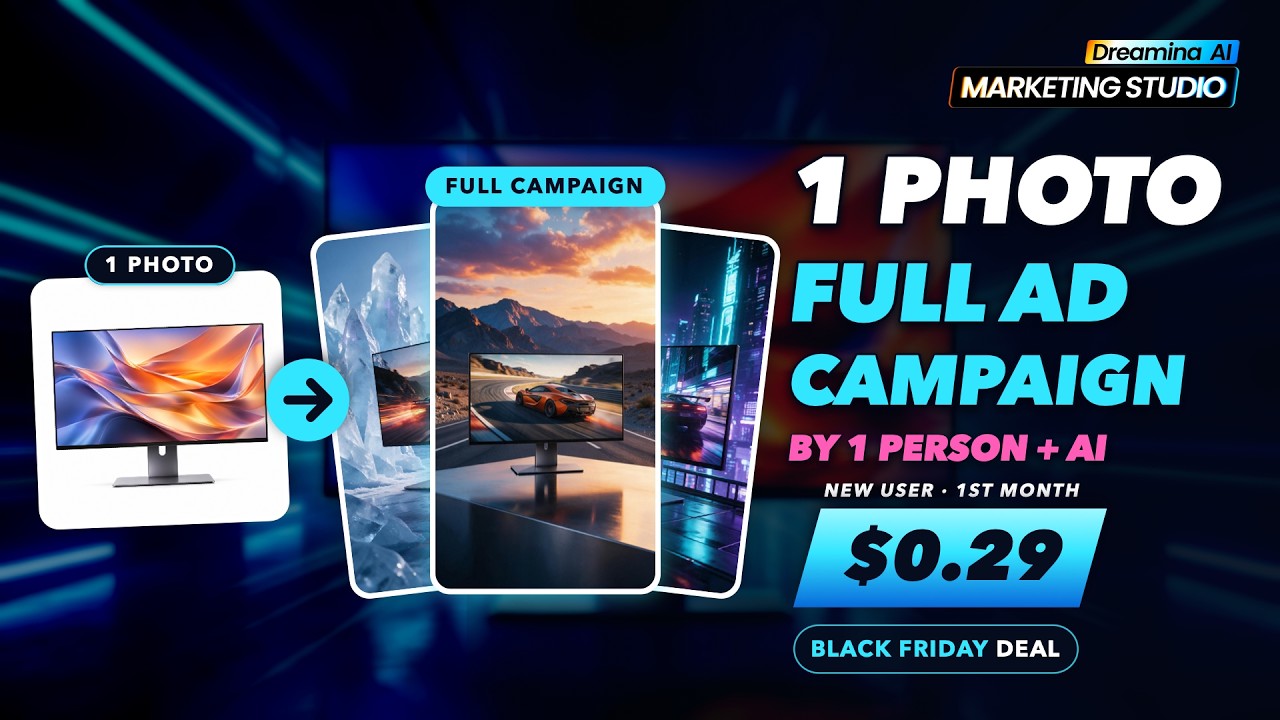 Dreamina AI
MARKETING STUDIO
1 PHOTO
FULL CAMPAIGN
1 PHOTO
FULL AD
CAMPAIGN
BY 1 PERSON + AI
NEW USER · 1ST MONTH
$0.29
BLACK FRIDAY DEAL